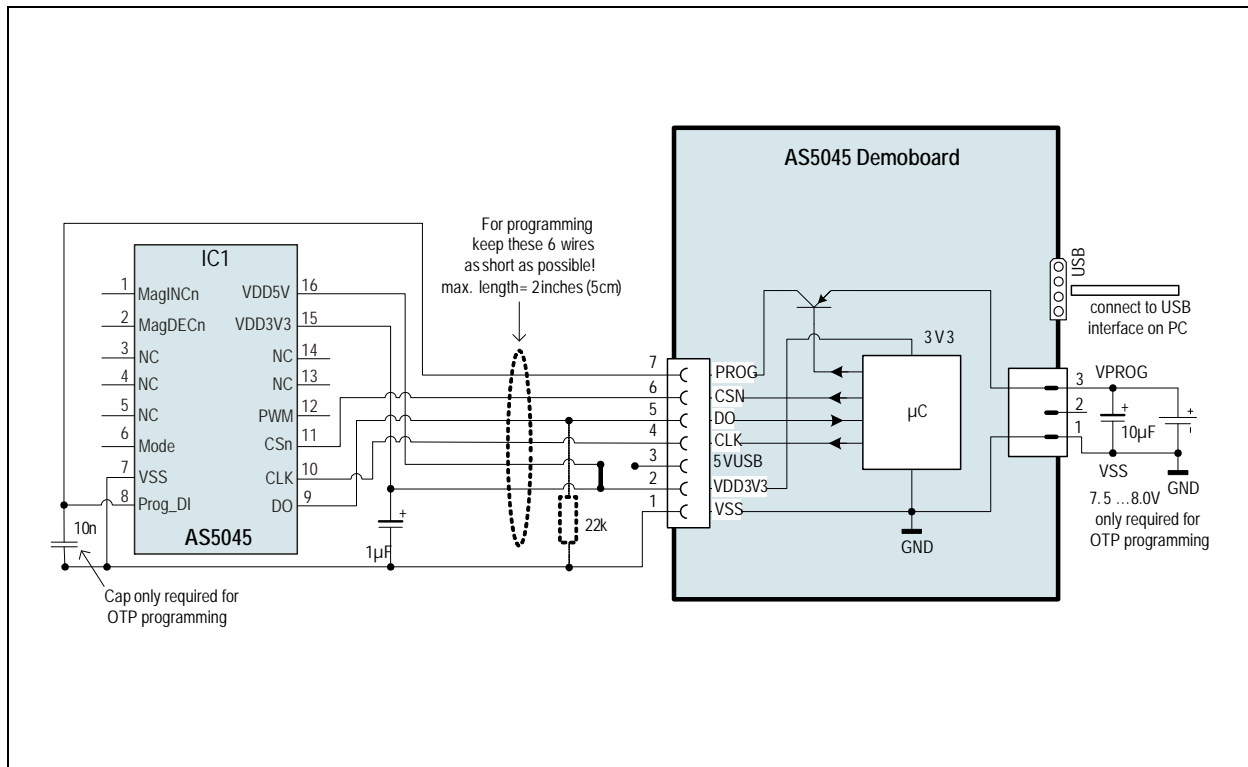 AS5045 Demoboard
For programming
keep these 6 wires
as short as possible!
max. length= 2inches (5cm)
IC1
1 MagINCn
2 MagDECn
3 NC
4 NC
5 NC
6 Mode
7 VSS
8 Prog_DI
VDD5V 16
VDD3V3 15
NC 14
NC 13
PWM 12
CSn 11
CLK 10
DO 9
AS5045
10n
Cap only required for
OTP programming
1µF
+
22k
7 PROG
6 CSN
5 DO
4 CLK
3 5VUSB
2 VDD3V3
1 VSS
3V3
µC
GND
USB
connect to USB
interface on PC
3 VPROG
2
1
+
10µF
+
-
VSS
GND
7.5 ...8.0V
only required for
OTP programming